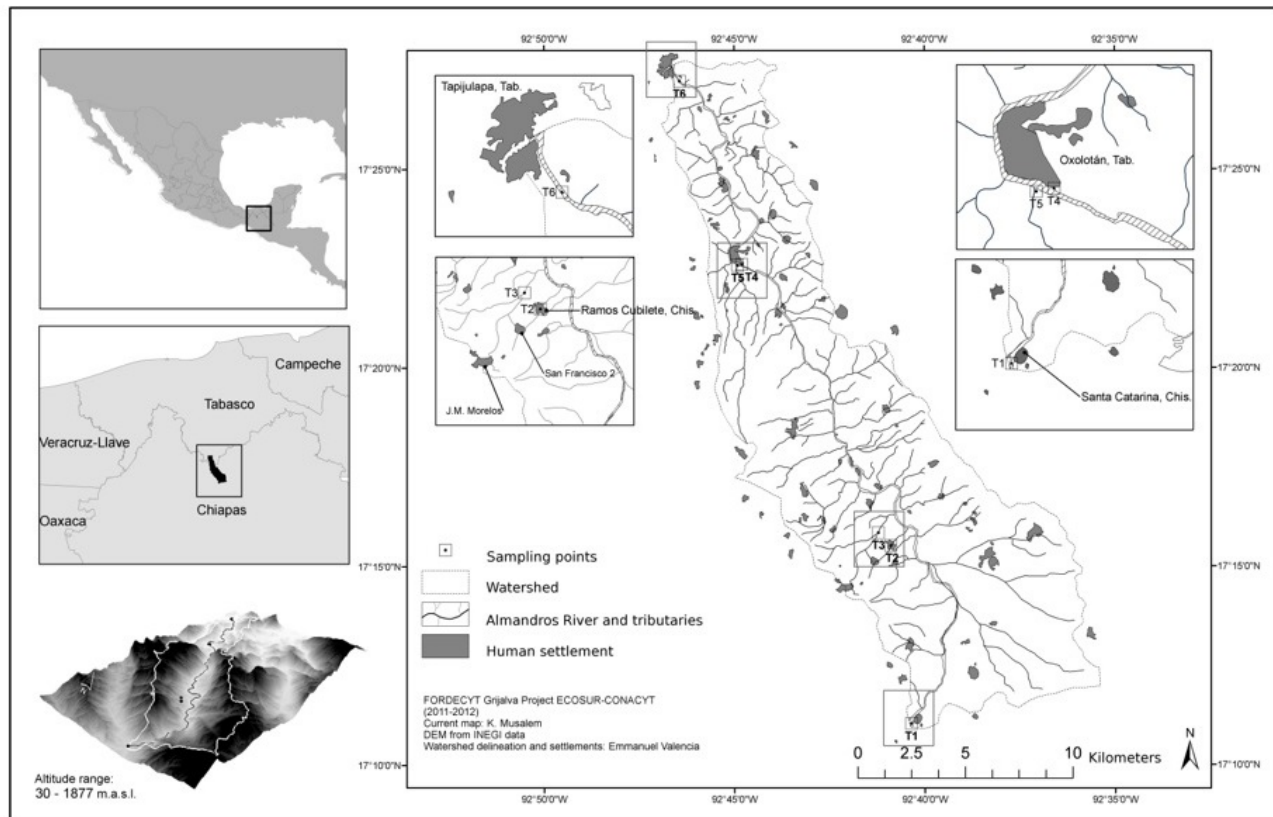 92°50'0"W
92°45'0"W
92°40'0"W
92°35'0"W
Tapijulapa, Tab.
T6
T6
Oxolotán, Tab.
T5
T4
17°25'0"N
17°25'0"N
T5
T4
T3
T2
Ramos Cubilete, Chis.
San Francisco 2
J.M. Morelos
T1
Santa Catarina, Chis.
17°20'0"N
17°20'0"N
Campeche
Tabasco
Veracruz-Llave
Oaxaca
Chiapas
T3
T2
17°15'0"N
17°15'0"N
Sampling points
Watershed
Almandros River and tributaries
Human settlement
FORDECYT Grijalva Project ECOSUR-CONACYT
(2011-2012)
Current map: K. Musalem
DEM from INEGI data
Watershed delineation and settlements: Emmanuel Valencia
T1
N
0 2.5 5 10 Kilometers
17°10'0"N
17°10'0"N
Altitude range:
30 - 1877 m.a.s.l.
92°50'0"W
92°45'0"W
92°40'0"W
92°35'0"W